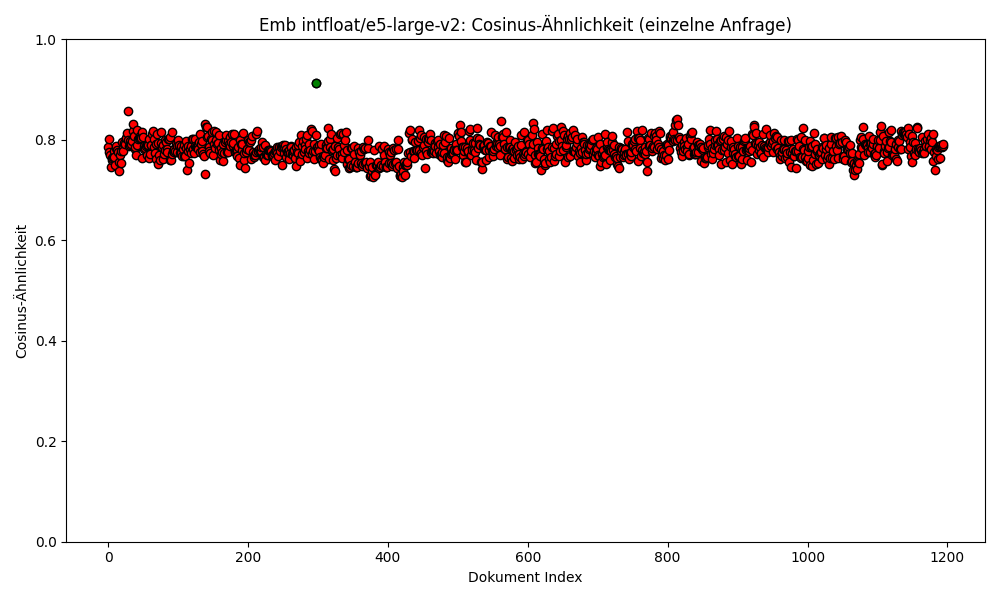 Emb intfloat/e5-large-v2: Cosinus-Ähnlichkeit (einzelne Anfrage)
1.0
0.8
0.6
0.4
0.2
0.0
Cosinus-Ähnlichkeit
0 200 400 600 800 1000 1200
Dokument Index